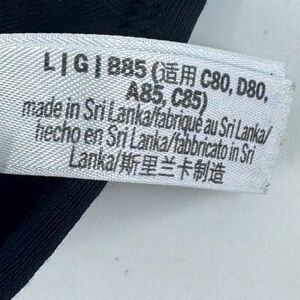 L | G | B85 (适用 C80, D80,
A85, C85)
made in Sri Lanka/fabriqué au Sri Lanka/
hecho en Sri Lanka/fabbricato in Sri
Lanka/斯里兰卡制造